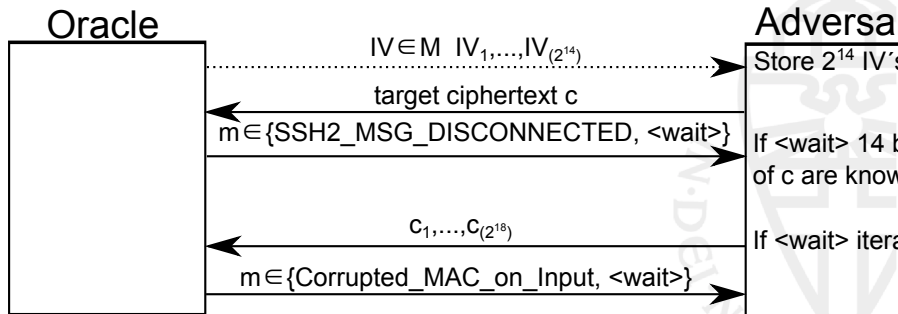 Oracle
Adversa
IV∈M IV₁,...,IV₍₂¹⁴₎
Store 2¹⁴ IV´s
target ciphertext c
m∈{SSH2_MSG_DISCONNECTED, <wait>}
If <wait> 14 b
of c are know
c₁,...,c₍₂¹⁸₎
If <wait> itera
m∈{Corrupted_MAC_on_Input, <wait>}